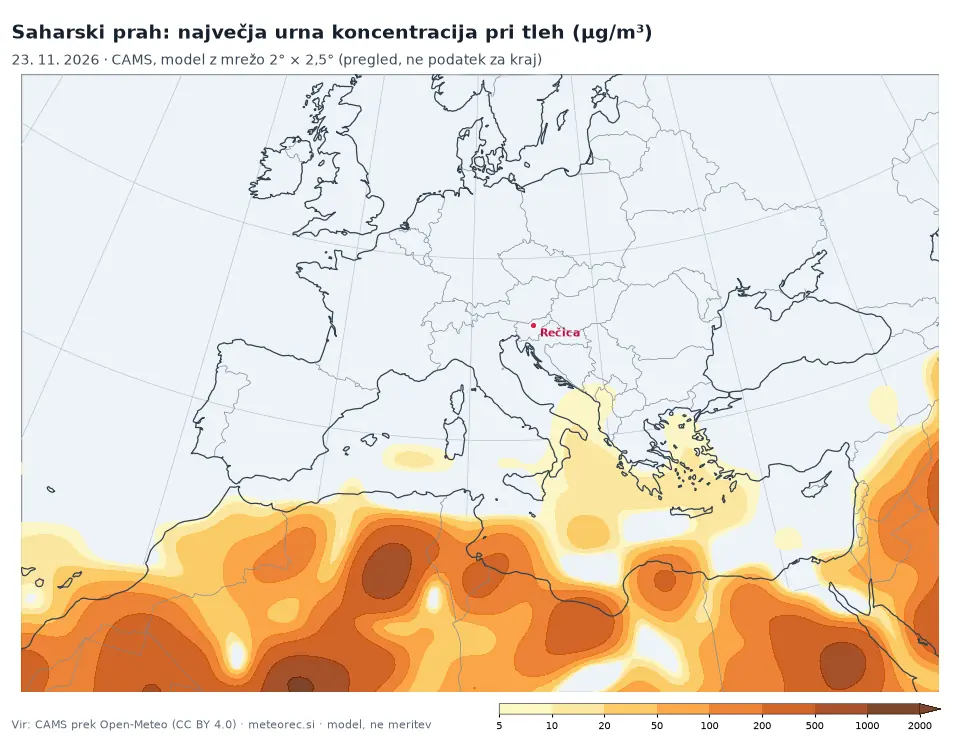 Saharski prah: največja urna koncentracija pri tleh (µg/m³)
23. 11. 2026 · CAMS, model z mrežo 2° × 2,5° (pregled, ne podatek za kraj)
Rečica
5 10 20 50 100 200 500 1000 2000
Vir: CAMS prek Open-Meteo (CC BY 4.0) · meteorec.si · model, ne meritev